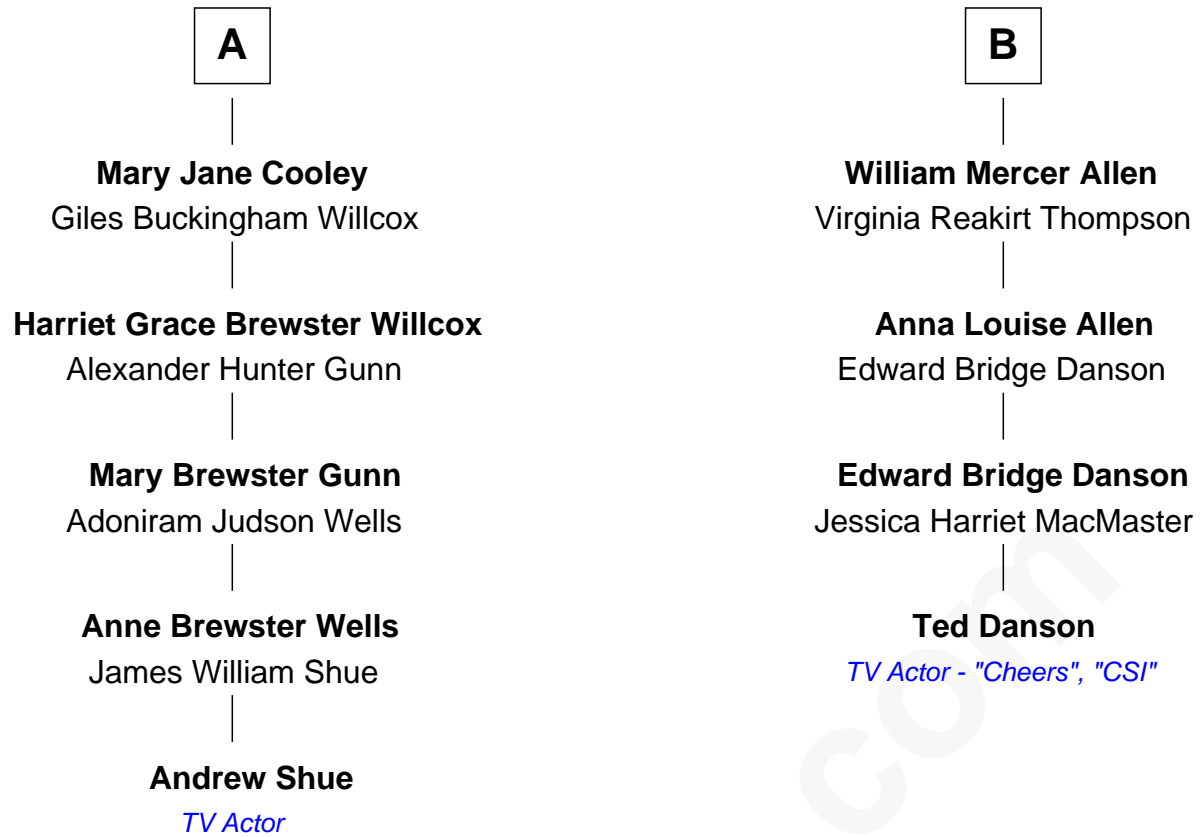 A
Mary Jane Cooley
Giles Buckingham Willcox
Harriet Grace Brewster Willcox
Alexander Hunter Gunn
Mary Brewster Gunn
Adoniram Judson Wells
Anne Brewster Wells
James William Shue
Andrew Shue
TV Actor
B
William Mercer Allen
Virginia Reakirt Thompson
Anna Louise Allen
Edward Bridge Danson
Edward Bridge Danson
Jessica Harriet MacMaster
Ted Danson
TV Actor - "Cheers", "CSI"
com